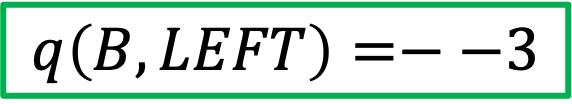 q(B, LEFT) =− −3